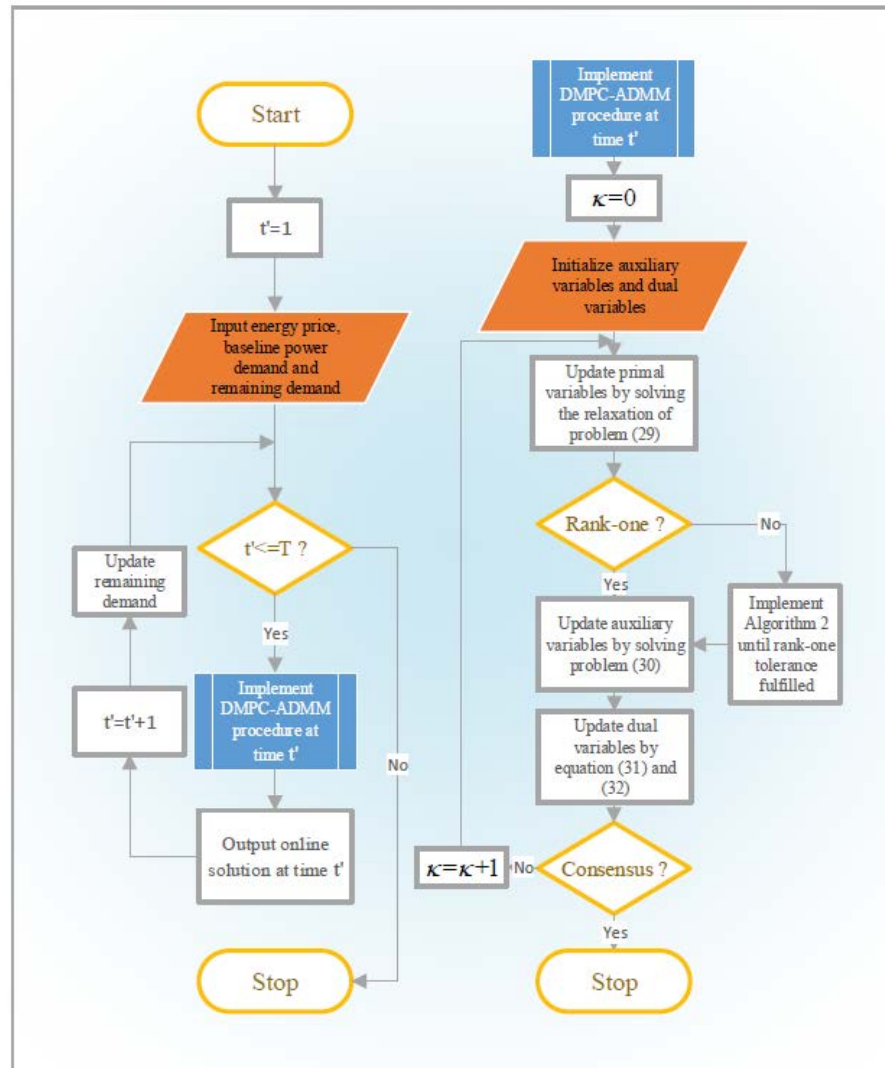 Start
t'=1
Input energy price,
baseline power
demand and
remaining demand
t'<=T ?
Yes
No
Implement
DMPC-ADMM
procedure at
time t'
Output online
solution at time t'
t'=t'+1
Update
remaining
demand
Stop
Implement
DMPC-ADMM
procedure at
time t'
κ=0
Initialize auxiliary
variables and dual
variables
Update primal
variables by solving
the relaxation of
problem (29)
Rank-one ?
No
Yes
Implement
Algorithm 2
until rank-one
tolerance
fulfilled
Update auxiliary
variables by solving
problem (30)
Update dual
variables by
equation (31) and
(32)
Consensus ?
No
κ=κ+1
Yes
Stop